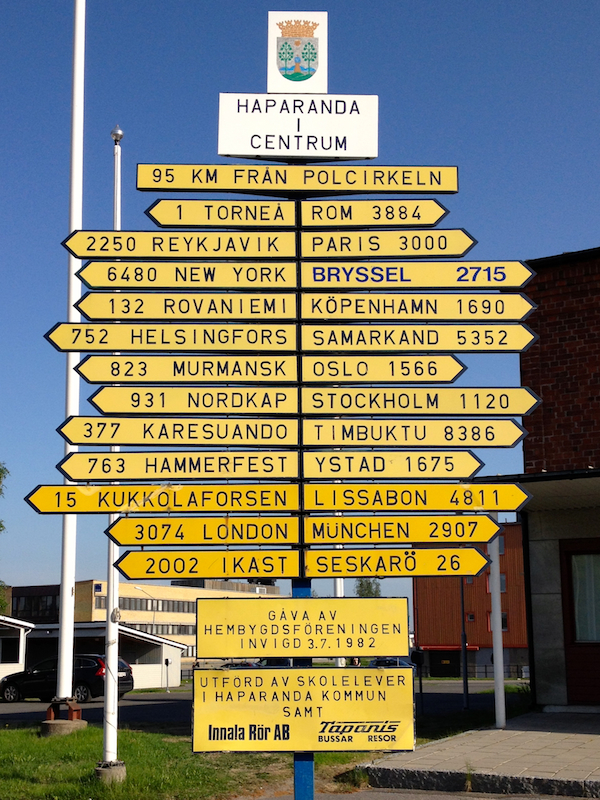 HAPARANDA
I
CENTRUM
95 KM FRÅN POLCIRKELN
1 TORNEÅ ROM 3884
2250 REYKJAVIK PARIS 3000
6480 NEW YORK BRYSSEL 2715
132 ROVANIEMI KÖPENHAMN 1690
752 HELSINGFORS SAMARKAND 5352
823 MURMANSK OSLO 1566
931 NORDKAP STOCKHOLM 1120
377 KARESUANDO TIMBUKTU 8386
763 HAMMERFEST YSTAD 1675
15 KUKKOLAFORSEN LISSABON 4811
3074 LONDON MÜNCHEN 2907
2002 IKAST SESKARÖ 26
GÅVA AV
HEMBYGDSFÖRENINGEN
INVIGD 3.7. 1982
UTFÖRD AV SKOLELEVER
I HAPARANDA KOMMUN
SAMT
Innala Rör AB Tapanis
BUSSAR RESOR